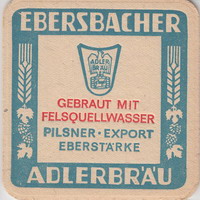 EBERSBACHER
ADLER
BRÄU
GEBRAUT MIT
FELSQUELLWASSER
PILSNER · EXPORT
EBERSTÄRKE
ADLERBRÄU